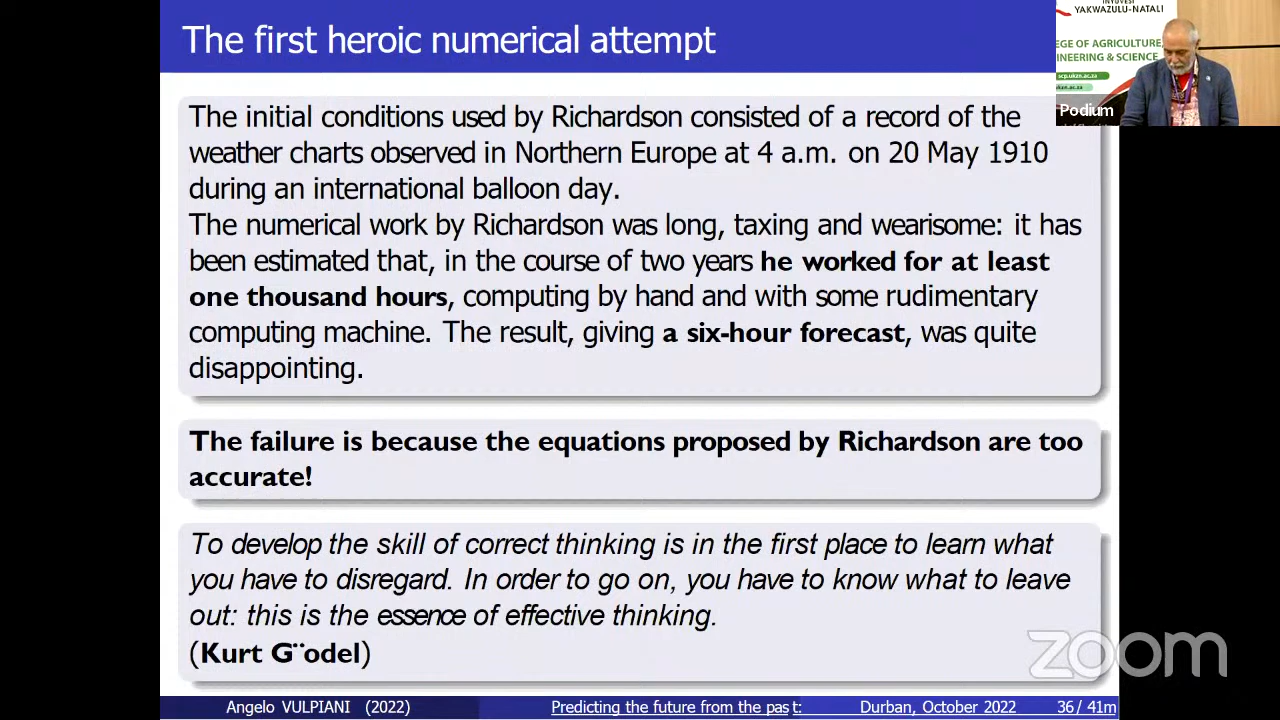 The first heroic numerical attempt
INYUVESI
YAKWAZULU-NATALI
EGE OF AGRICULTURE,
INEERING & SCIENCE
scp.ukzn.ac.za
Podium
The initial conditions used by Richardson consisted of a record of the
weather charts observed in Northern Europe at 4 a.m. on 20 May 1910
during an international balloon day.
The numerical work by Richardson was long, taxing and wearisome: it has
been estimated that, in the course of two years he worked for at least
one thousand hours, computing by hand and with some rudimentary
computing machine. The result, giving a six-hour forecast, was quite
disappointing.
The failure is because the equations proposed by Richardson are too
accurate!
To develop the skill of correct thinking is in the first place to learn what
you have to disregard. In order to go on, you have to know what to leave
out: this is the essence of effective thinking.
(Kurt G¨odel)
zoom
Angelo VULPIANI (2022) Predicting the future from the past: Durban, October 2022 36 / 41m